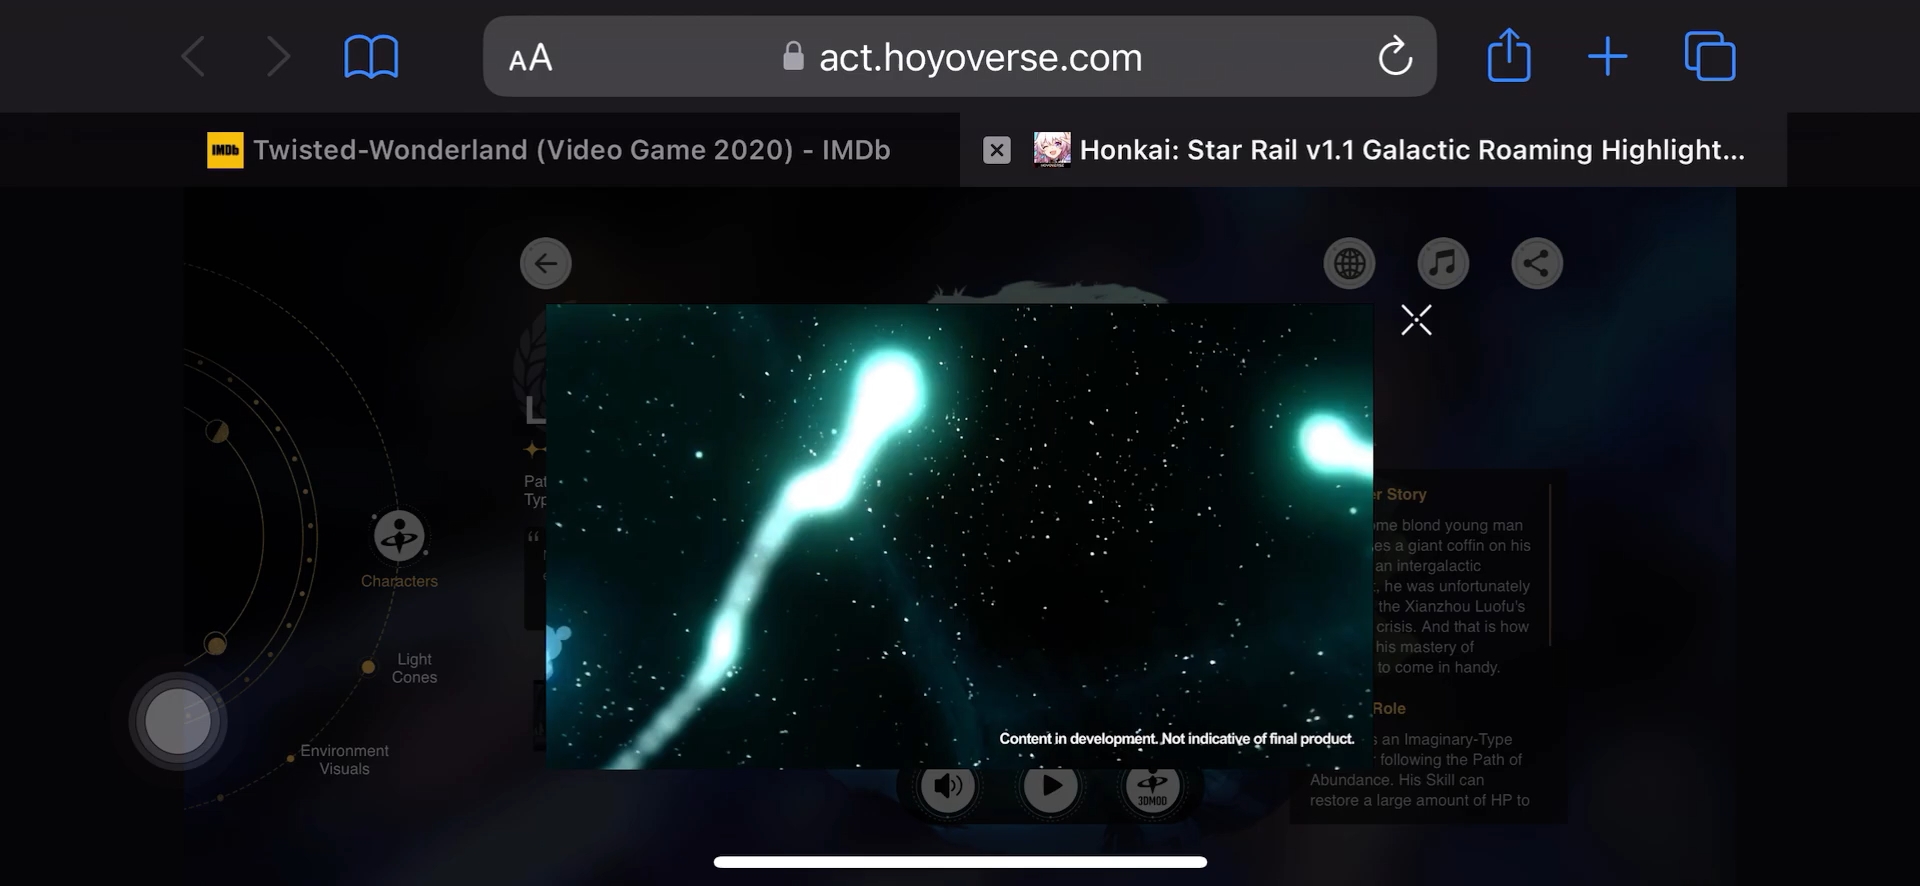 AA
act.hoyoverse.com
IMDb
Twisted-Wonderland (Video Game 2020) - IMDb
Honkai: Star Rail v1.1 Galactic Roaming Highlight...
L
Pat
Typ
Characters
Light
Cones
Environment
Visuals
Content in development. Not indicative of final product.
3DMOD
er Story
ome blond young man
es a giant coffin on his
an intergalactic
, he was unfortunately
the Xianzhou Luofu's
crisis. And that is how
his mastery of
to come in handy.
Role
s an Imaginary-Type
following the Path of
Abundance. His Skill can
restore a large amount of HP to